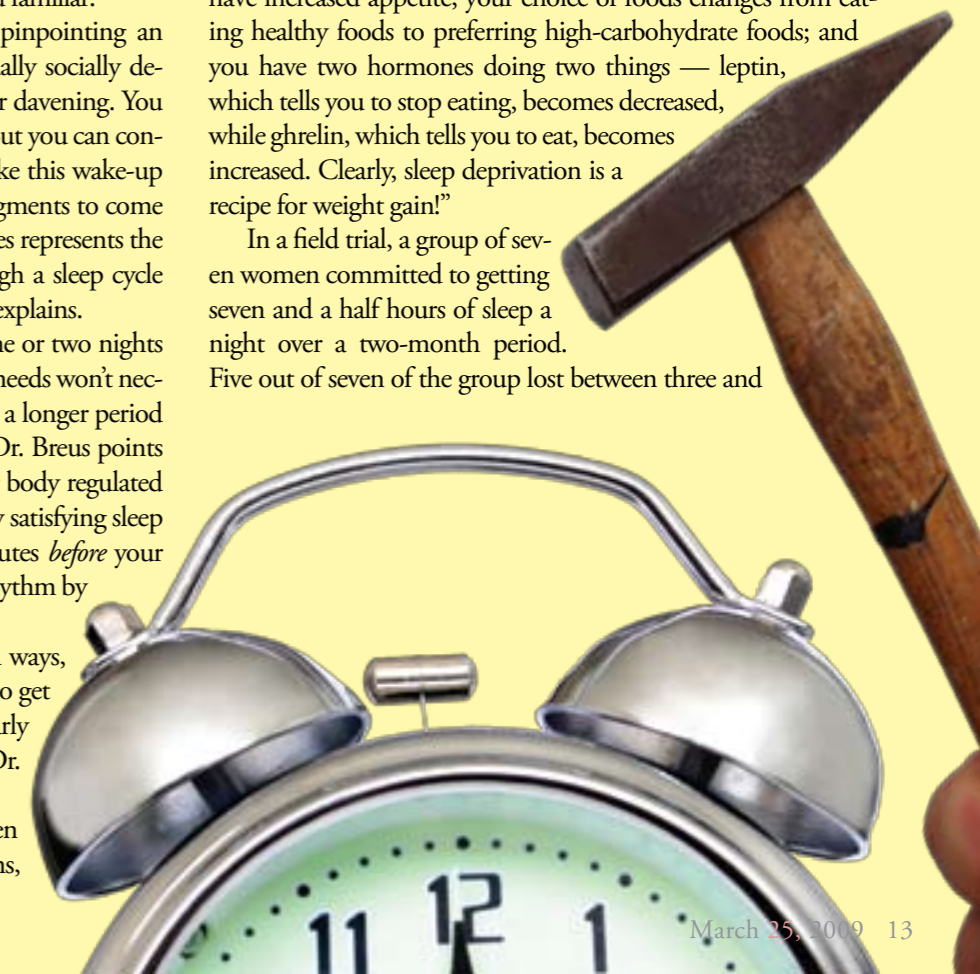 d familiar.
pinpointing an
ally socially de-
r davening. You
ut you can con-
ke this wake-up
gments to come
es represents the
gh a sleep cycle
explains.
ne or two nights
needs won’t nec-
a longer period
Dr. Breus points
body regulated
y satisfying sleep
utes before your
ythm by
ways,
o get
rly
Dr.
en
ns,
have increased appetite, your choice of foods changes from eat-
ing healthy foods to preferring high-carbohydrate foods; and
you have two hormones doing two things — leptin,
which tells you to stop eating, becomes decreased,
while ghrelin, which tells you to eat, becomes
increased. Clearly, sleep deprivation is a
recipe for weight gain!”
In a field trial, a group of sev-
en women committed to getting
seven and a half hours of sleep a
night over a two-month period.
Five out of seven of the group lost between three and
11 12 1
March 25, 2009 13